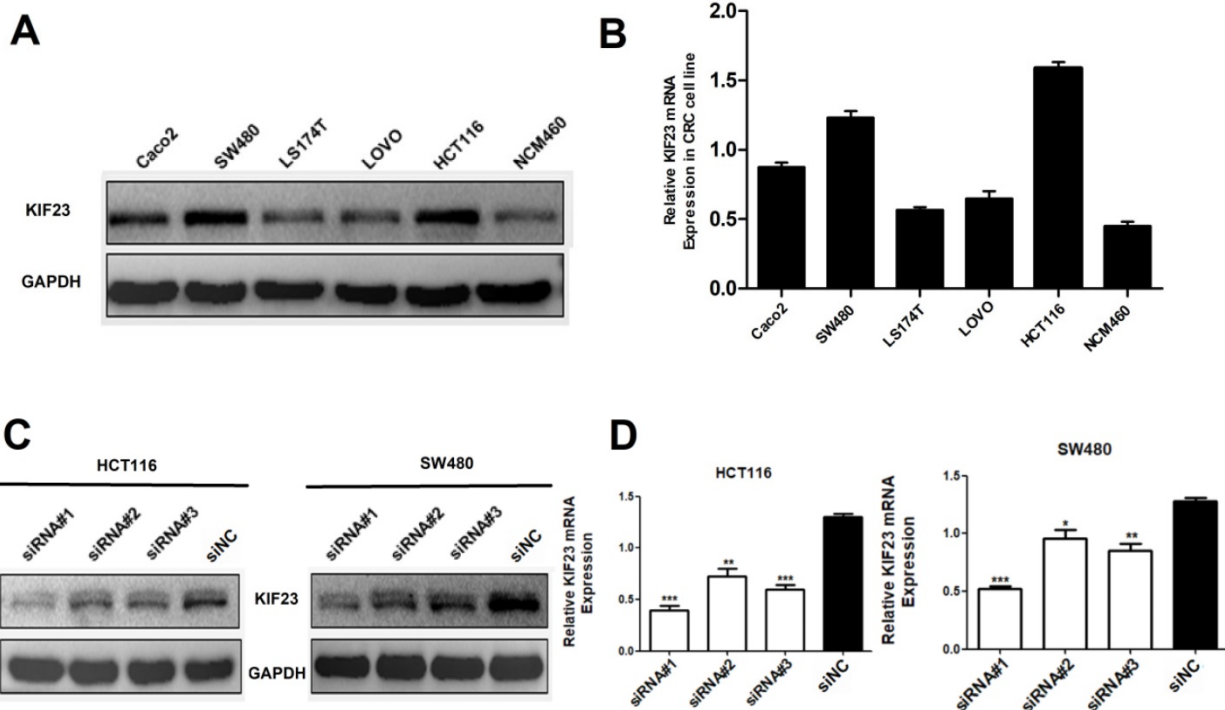 A
Caco2
SW480
LS174T
LOVO
HCT116
NCM460
KIF23
GAPDH
B
Relative KIF23 mRNA
Expression in CRC cell line
2.0
1.5
1.0
0.5
0.0
Caco2
SW480
LS174T
LOVO
HCT116
NCM460
C
HCT116
siRNA#1
siRNA#2
siRNA#3
siNC
SW480
siRNA#1
siRNA#2
siRNA#3
siNC
KIF23
GAPDH
D
HCT116
Relative KIF23 mRNA
Expression
1.5
1.0
0.5
0.0
***
**
***
siRNA#1
siRNA#2
siRNA#3
siNC
SW480
Relative KIF23 mRNA
Expression
1.5
1.0
0.5
0.0
***
*
**
siRNA#1
siRNA#2
siRNA#3
siNC